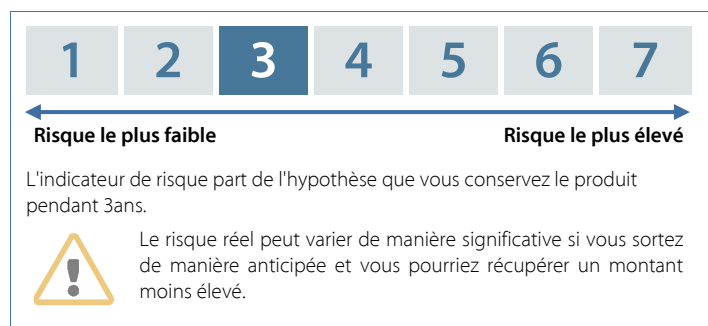 1 2 3 4 5 6 7
Risque le plus faible Risque le plus élevé
L'indicateur de risque part de l'hypothèse que vous conservez le produit
pendant 3ans.
Le risque réel peut varier de manière significative si vous sortez
de manière anticipée et vous pourriez récupérer un montant
moins élevé.